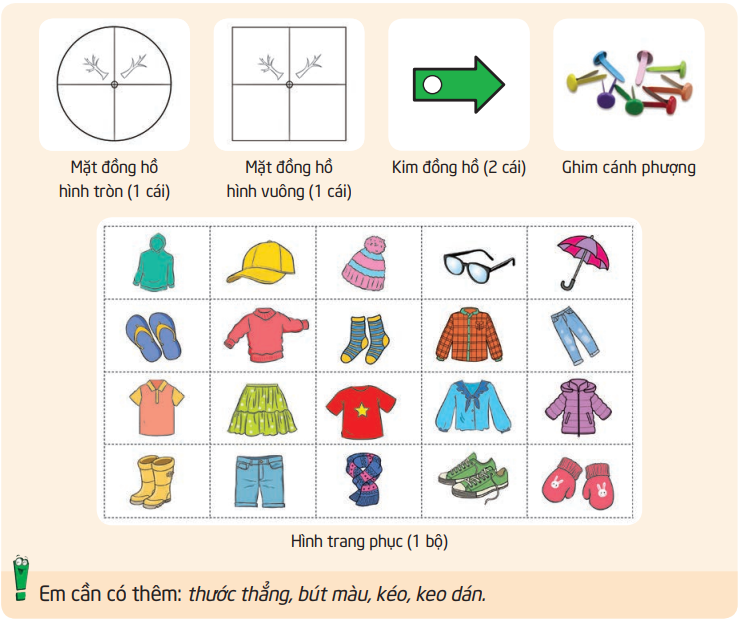 Mặt đồng hồ
hình tròn (1 cái)
Mặt đồng hồ
hình vuông (1 cái)
Kim đồng hồ (2 cái)
Ghim cánh phượng
Hình trang phục (1 bộ)
Em cần có thêm: thước thẳng, bút màu, kéo, keo dán.